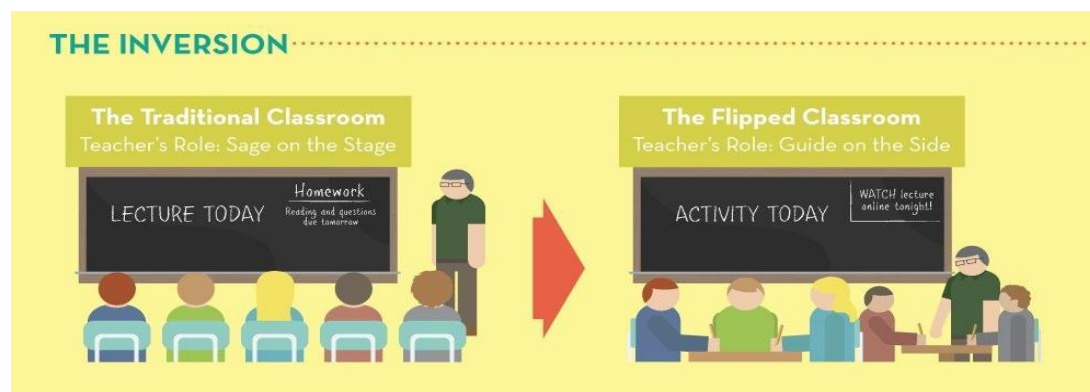 THE INVERSION
The Traditional Classroom
Teacher's Role: Sage on the Stage
LECTURE TODAY
Homework
Reading and questions
due tomorrow
The Flipped Classroom
Teacher's Role: Guide on the Side
ACTIVITY TODAY
WATCH lecture
online tonight!